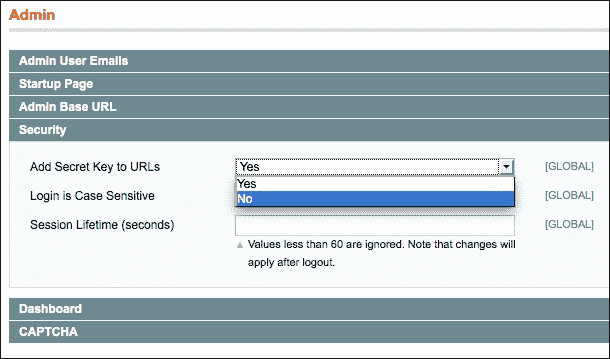 Admin
Admin User Emails
Startup Page
Admin Base URL
Security
Add Secret Key to URLs Yes [GLOBAL]
Yes
Login is Case Sensitive No [GLOBAL]
Session Lifetime (seconds) [GLOBAL]
▲ Values less than 60 are ignored. Note that changes will
apply after logout.
Dashboard
CAPTCHA